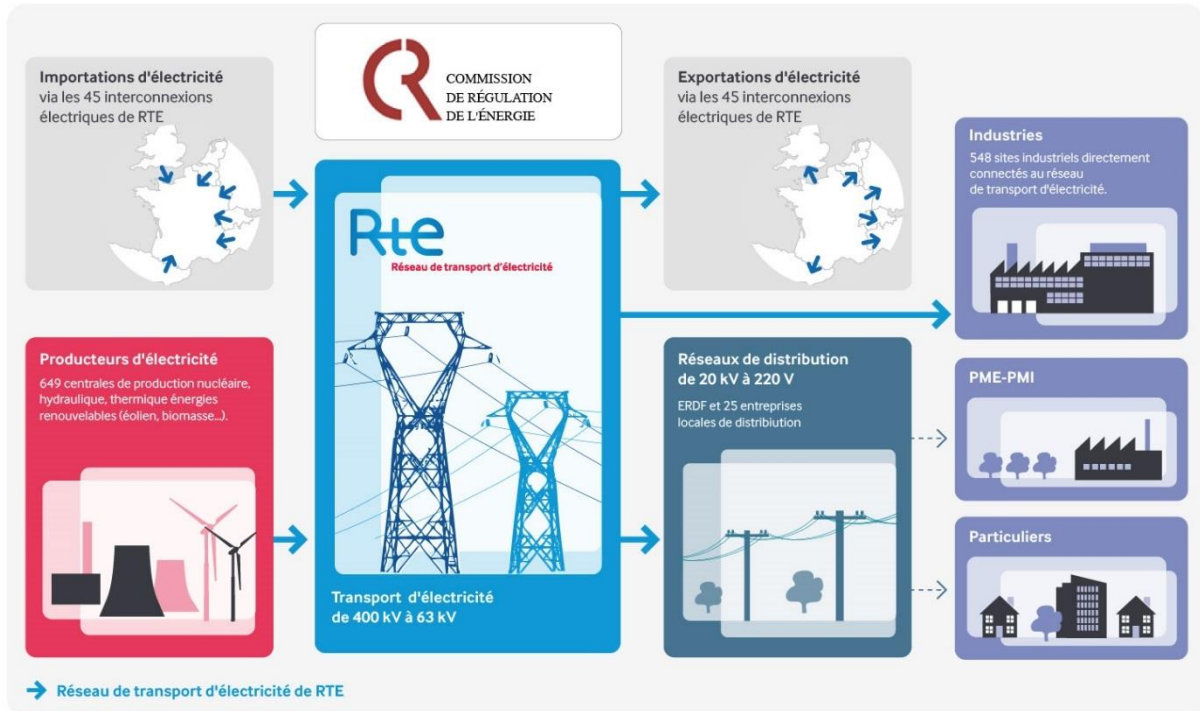 Importations d'électricité
via les 45 interconnexions
électriques de RTE
COMMISSION
DE RÉGULATION
DE L'ÉNERGIE
Exportations d'électricité
via les 45 interconnexions
électriques de RTE
Industries
548 sites industriels directement
connectés au réseau
de transport d'électricité.
Rte
Réseau de transport d'électricité
Producteurs d'électricité
649 centrales de production nucléaire,
hydraulique, thermique énergies
renouvelables (éolien, biomasse...).
Transport d'électricité
de 400 kV à 63 kV
Réseaux de distribution
de 20 kV à 220 V
ERDF et 25 entreprises
locales de distribiution
PME-PMI
Particuliers
Réseau de transport d'électricité de RTE